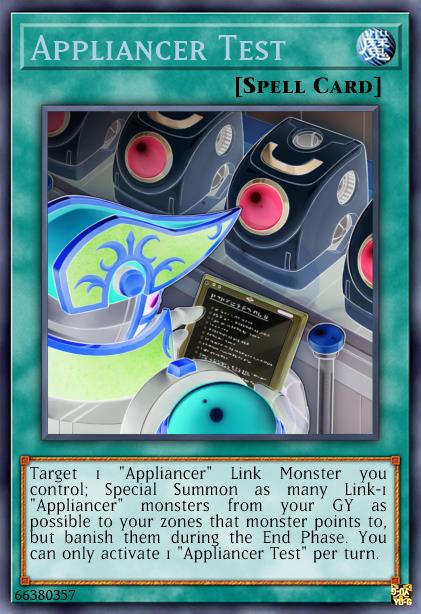 Appliancer Test
[Spell Card]
Target 1 "Appliancer" Link Monster you
control; Special Summon as many Link-1
"Appliancer" monsters from your GY as
possible to your zones that monster points to,
but banish them during the End Phase. You
can only activate 1 "Appliancer Test" per turn.
66380357